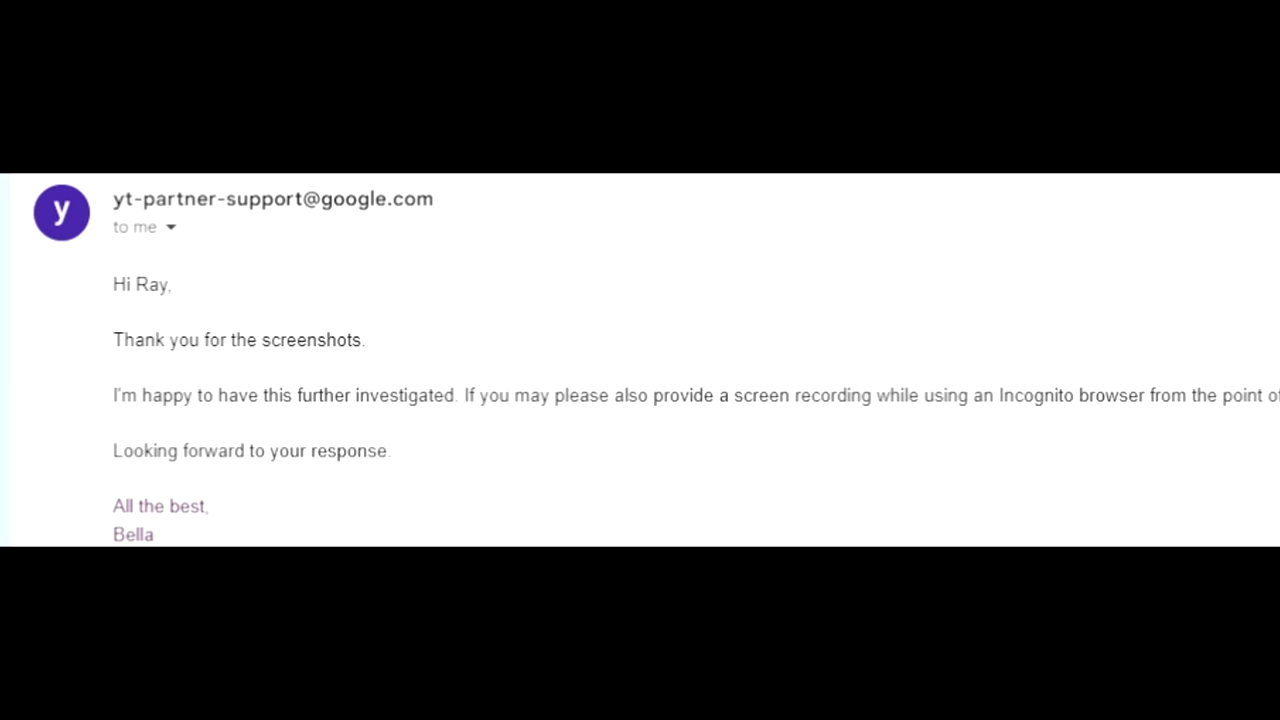 y
yt-partner-support@google.com
to me
Hi Ray,
Thank you for the screenshots.
I'm happy to have this further investigated. If you may please also provide a screen recording while using an Incognito browser from the point of
Looking forward to your response.
All the best,
Bella